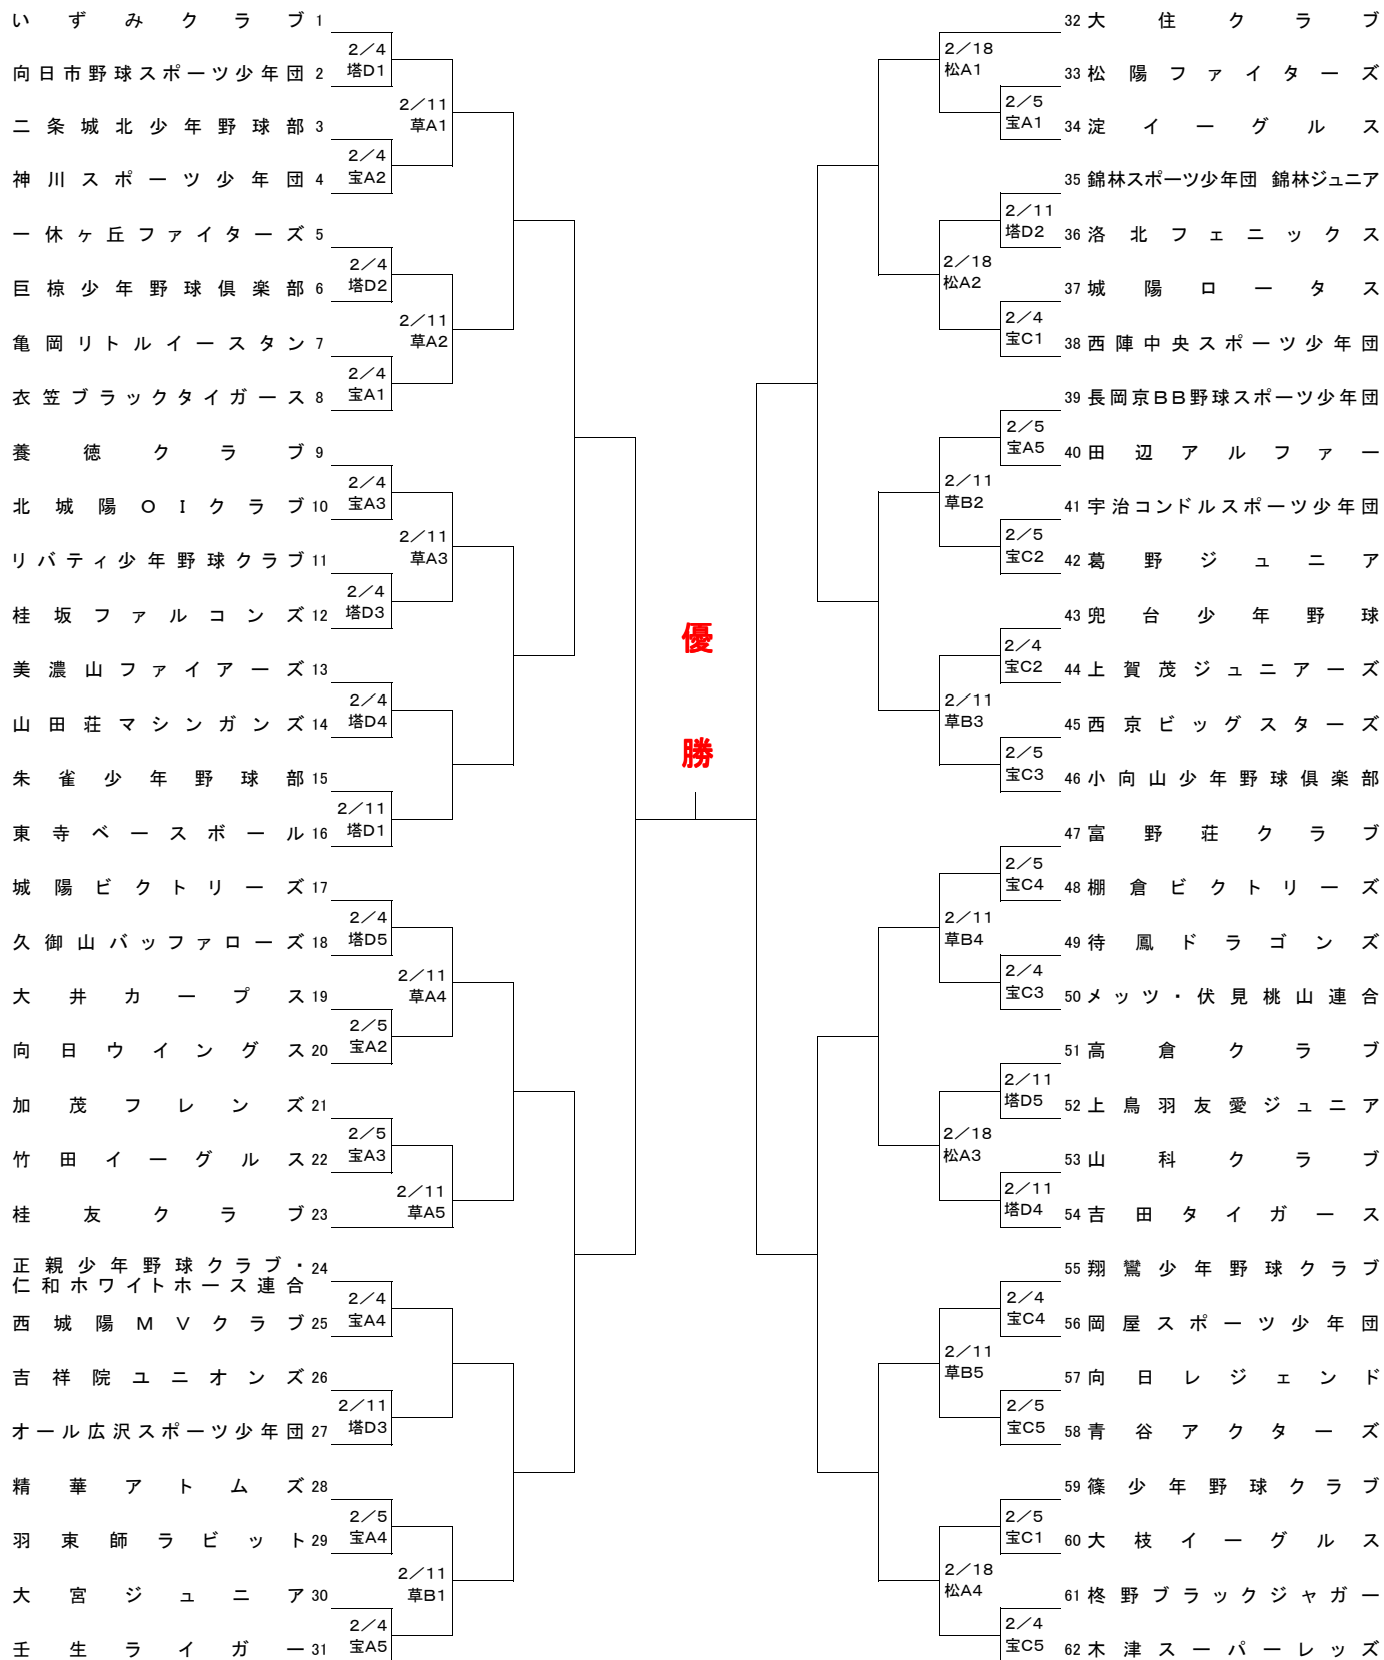 いずみクラブ 1
2／4
塔D1
向日市野球スポーツ少年団 2
2／11
草A1
二条城北少年野球部 3
2／4
宝A2
神川スポーツ少年団 4
一休ヶ丘ファイターズ 5
2／4
塔D2
巨椋少年野球倶楽部 6
2／11
草A2
亀岡リトルイースタン 7
2／4
宝A1
衣笠ブラックタイガース 8
養徳クラブ 9
2／4
宝A3
北城陽ＯＩクラブ 10
2／11
草A3
リバティ少年野球クラブ 11
2／4
塔D3
桂坂ファルコンズ 12
美濃山ファイアーズ 13
2／4
塔D4
山田荘マシンガンズ 14
朱雀少年野球部 15
2／11
塔D1
東寺ベースボール 16
城陽ビクトリーズ 17
2／4
塔D5
久御山バッファローズ 18
2／11
草A4
大井カープス 19
2／5
宝A2
向日ウイングス 20
加茂フレンズ 21
2／5
宝A3
竹田イーグルス 22
2／11
草A5
桂友クラブ 23
正親少年野球クラブ・ 24
仁和ホワイトホース連合
2／4
宝A4
西城陽ＭＶクラブ 25
吉祥院ユニオンズ 26
2／11
塔D3
オール広沢スポーツ少年団 27
精華アトムズ 28
2／5
宝A4
羽束師ラビット 29
2／11
草B1
大宮ジュニア 30
2／4
宝A5
壬生ライガー 31
優
勝
32 大住クラブ
2／18
松A1
33 松陽ファイターズ
2／5
宝A1
34 淀イーグルス
35 錦林スポーツ少年団 錦林ジュニア
2／11
塔D2
36 洛北フェニックス
2／18
松A2
37 城陽ロータス
2／4
宝C1
38 西陣中央スポーツ少年団
39 長岡京ＢＢ野球スポーツ少年団
2／5
宝A5
40 田辺アルファー
2／11
草B2
41 宇治コンドルスポーツ少年団
2／5
宝C2
42 葛野ジュニア
43 兜台少年野球
2／4
宝C2
44 上賀茂ジュニアーズ
2／11
草B3
45 西京ビッグスターズ
2／5
宝C3
46 小向山少年野球倶楽部
47 富野荘クラブ
2／5
宝C4
48 棚倉ビクトリーズ
2／11
草B4
49 待鳳ドラゴンズ
2／4
宝C3
50 メッツ・伏見桃山連合
51 高倉クラブ
2／11
塔D5
52 上鳥羽友愛ジュニア
2／18
松A3
53 山科クラブ
2／11
塔D4
54 吉田タイガース
55 翔鸞少年野球クラブ
2／4
宝C4
56 岡屋スポーツ少年団
2／11
草B5
57 向日レジェンド
2／5
宝C5
58 青谷アクターズ
59 篠少年野球クラブ
2／5
宝C1
60 大枝イーグルス
2／18
松A4
61 柊野ブラックジャガー
2／4
宝C5
62 木津スーパーレッズ